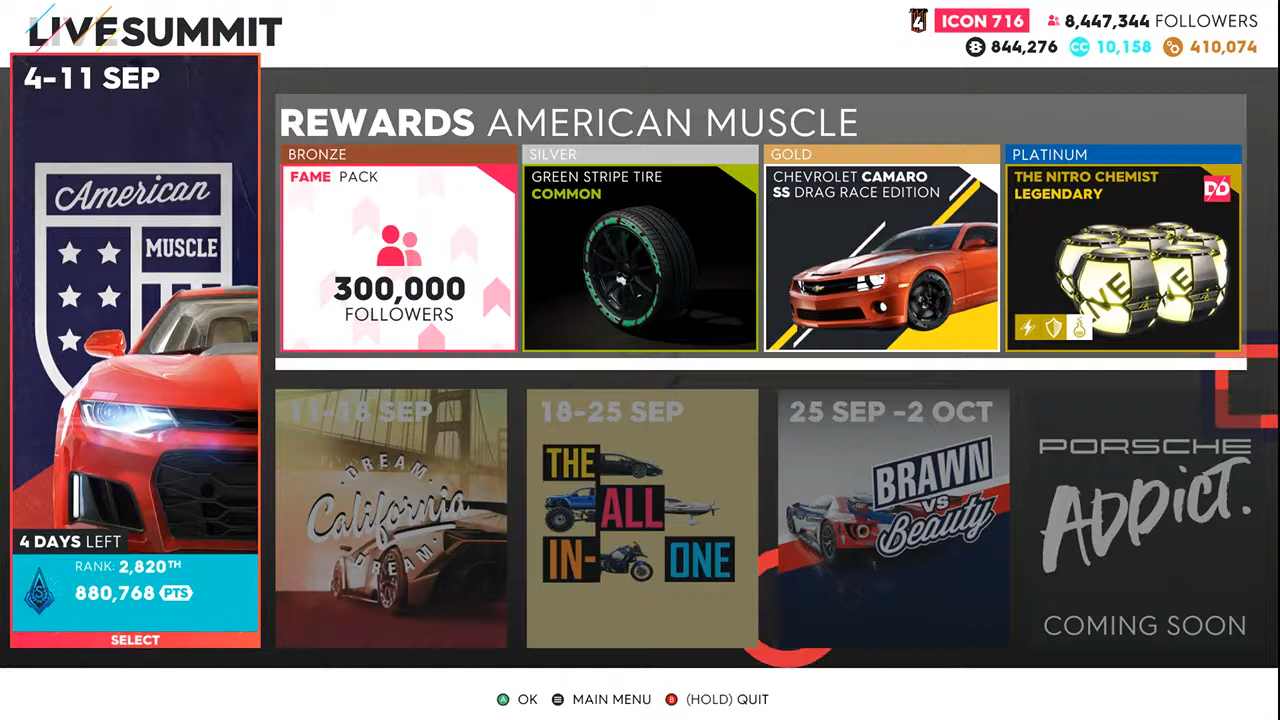 LIVESUMMIT
ICON 716
8,447,344 FOLLOWERS
844,276
CC 10,158
410,074
4-11 SEP
American
MUSCLE
4 DAYS LEFT
RANK: 2,820TH
880,768 PTS
SELECT
REWARDS AMERICAN MUSCLE
BRONZE
FAME PACK
300,000
FOLLOWERS
SILVER
GREEN STRIPE TIRE
COMMON
GOLD
CHEVROLET CAMARO
SS DRAG RACE EDITION
PLATINUM
THE NITRO CHEMIST
LEGENDARY
LIVE
11-18 SEP
DREAM
California
DREAM
18-25 SEP
THE
ALL
IN-
ONE
25 SEP -2 OCT
BRAWN
VS
Beauty
PORSCHE
ADDICT.
COMING SOON
A OK
MAIN MENU
B (HOLD) QUIT